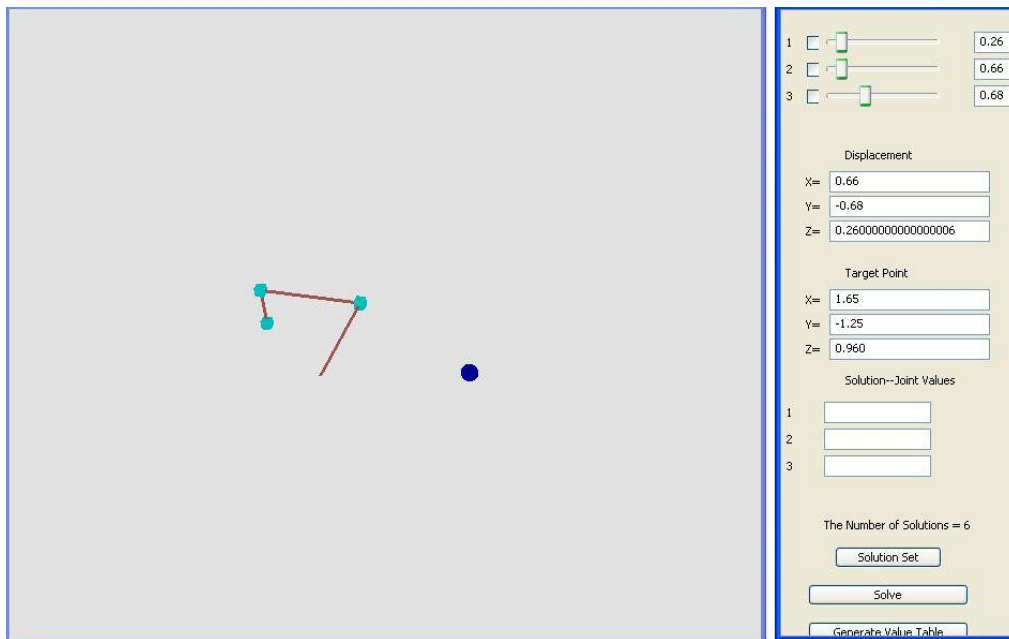 1 0.26
2 0.66
3 0.68
Displacement
X= 0.66
Y= -0.68
Z= 0.26000000000000006
Target Point
X= 1.65
Y= -1.25
Z= 0.960
Solution--Joint Values
1
2
3
The Number of Solutions = 6
Solution Set
Solve
Generate Value Table